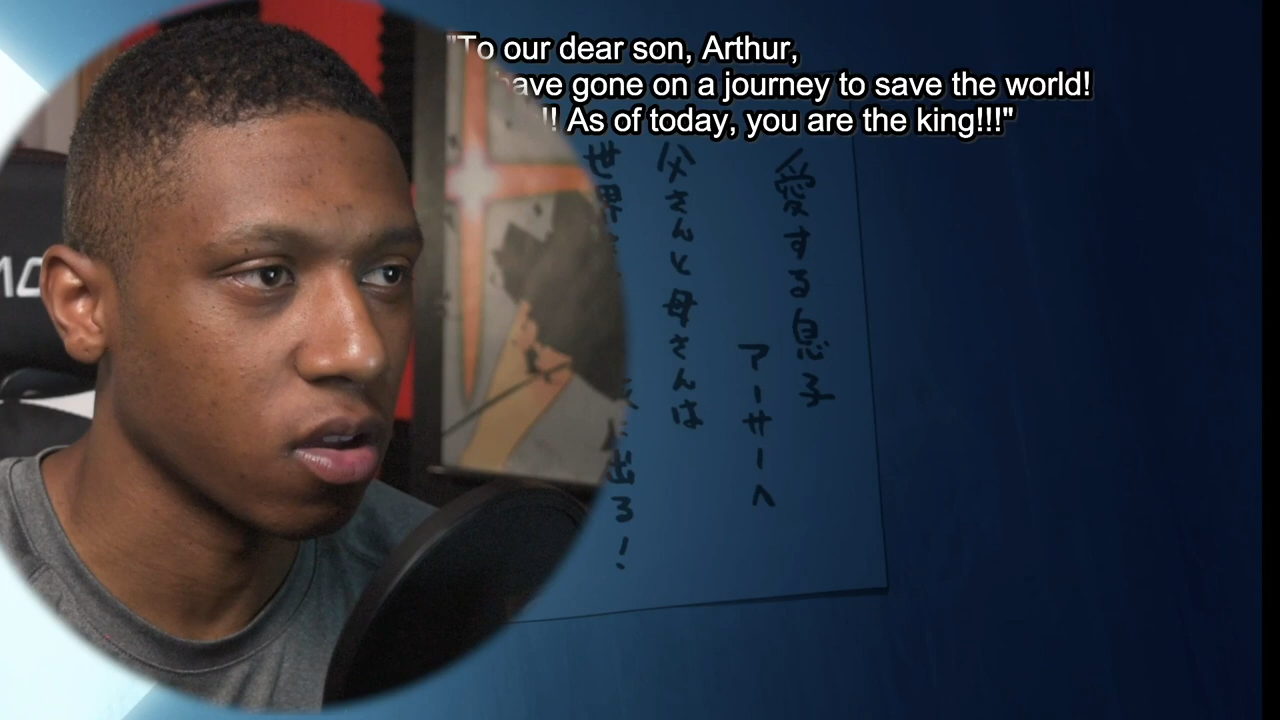 "To our dear son, Arthur,
have gone on a journey to save the world!
!! As of today, you are the king!!!"
愛する息子
アーサーへ
父さんと母さんは
世界
出る!